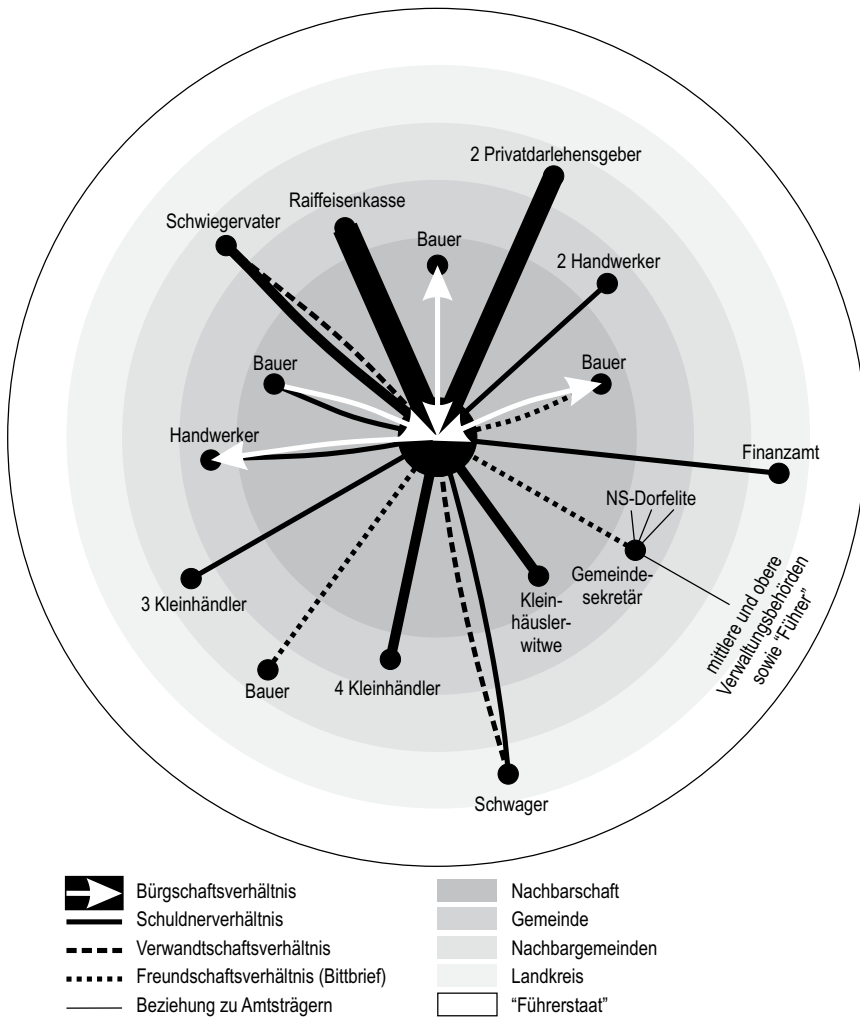 2 Privatdarlehensgeber
Raiffeisenkasse
Schwiegervater
Bauer
2 Handwerker
Bauer
Bauer
Handwerker
Finanzamt
NS-Dorfelite
Gemeinde-
sekretär
mittlere und obere
Verwaltungsbehörden
sowie “Führer”
Klein-
häusler-
witwe
3 Kleinhändler
Bauer
4 Kleinhändler
Schwager
Bürgschaftsverhältnis
Schuldnerverhältnis
Verwandtschaftsverhältnis
Freundschaftsverhältnis (Bittbrief)
Beziehung zu Amtsträgern
Nachbarschaft
Gemeinde
Nachbargemeinden
Landkreis
“Führerstaat”